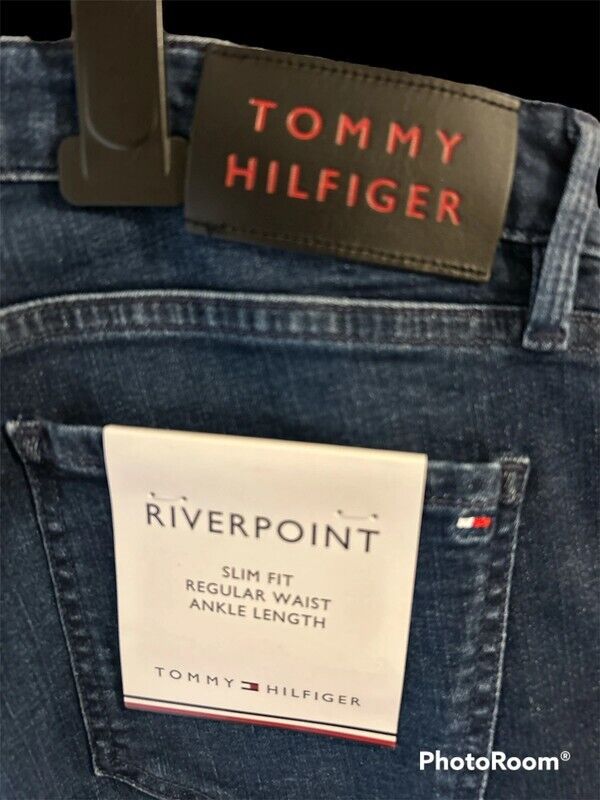 TOMMY
HILFIGER
RIVERPOINT
SLIM FIT
REGULAR WAIST
ANKLE LENGTH
TOMMY HILFIGER
PhotoRoom®